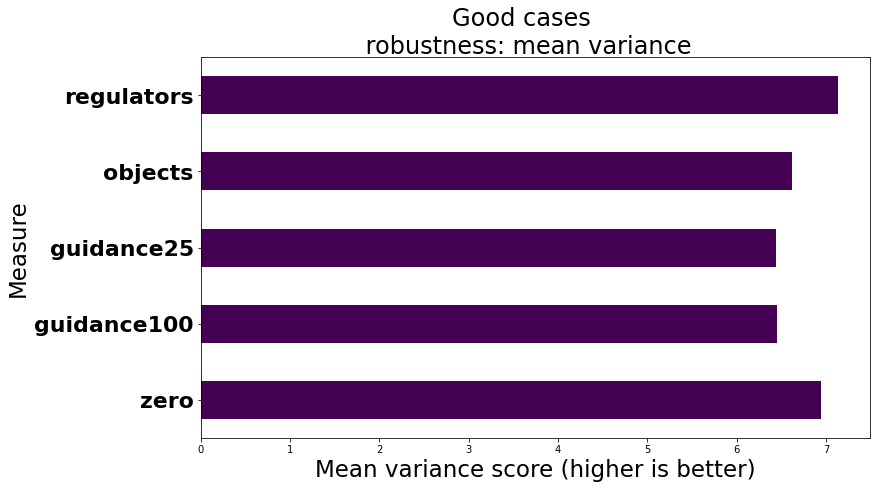 Good cases
robustness: mean variance
regulators
objects
guidance25
guidance100
zero
Measure
0 1 2 3 4 5 6 7
Mean variance score (higher is better)